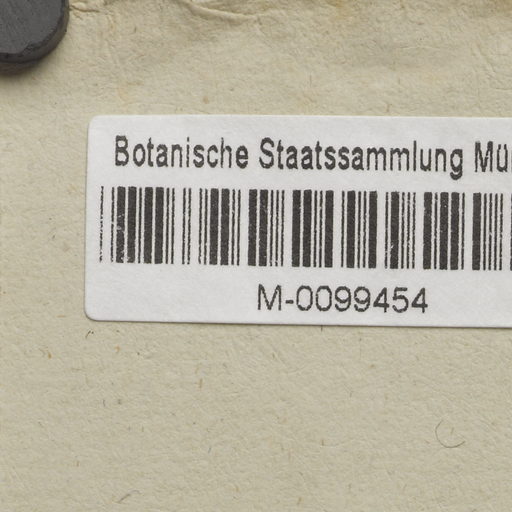 Botanische Staatssammlung Mü
M-0099454